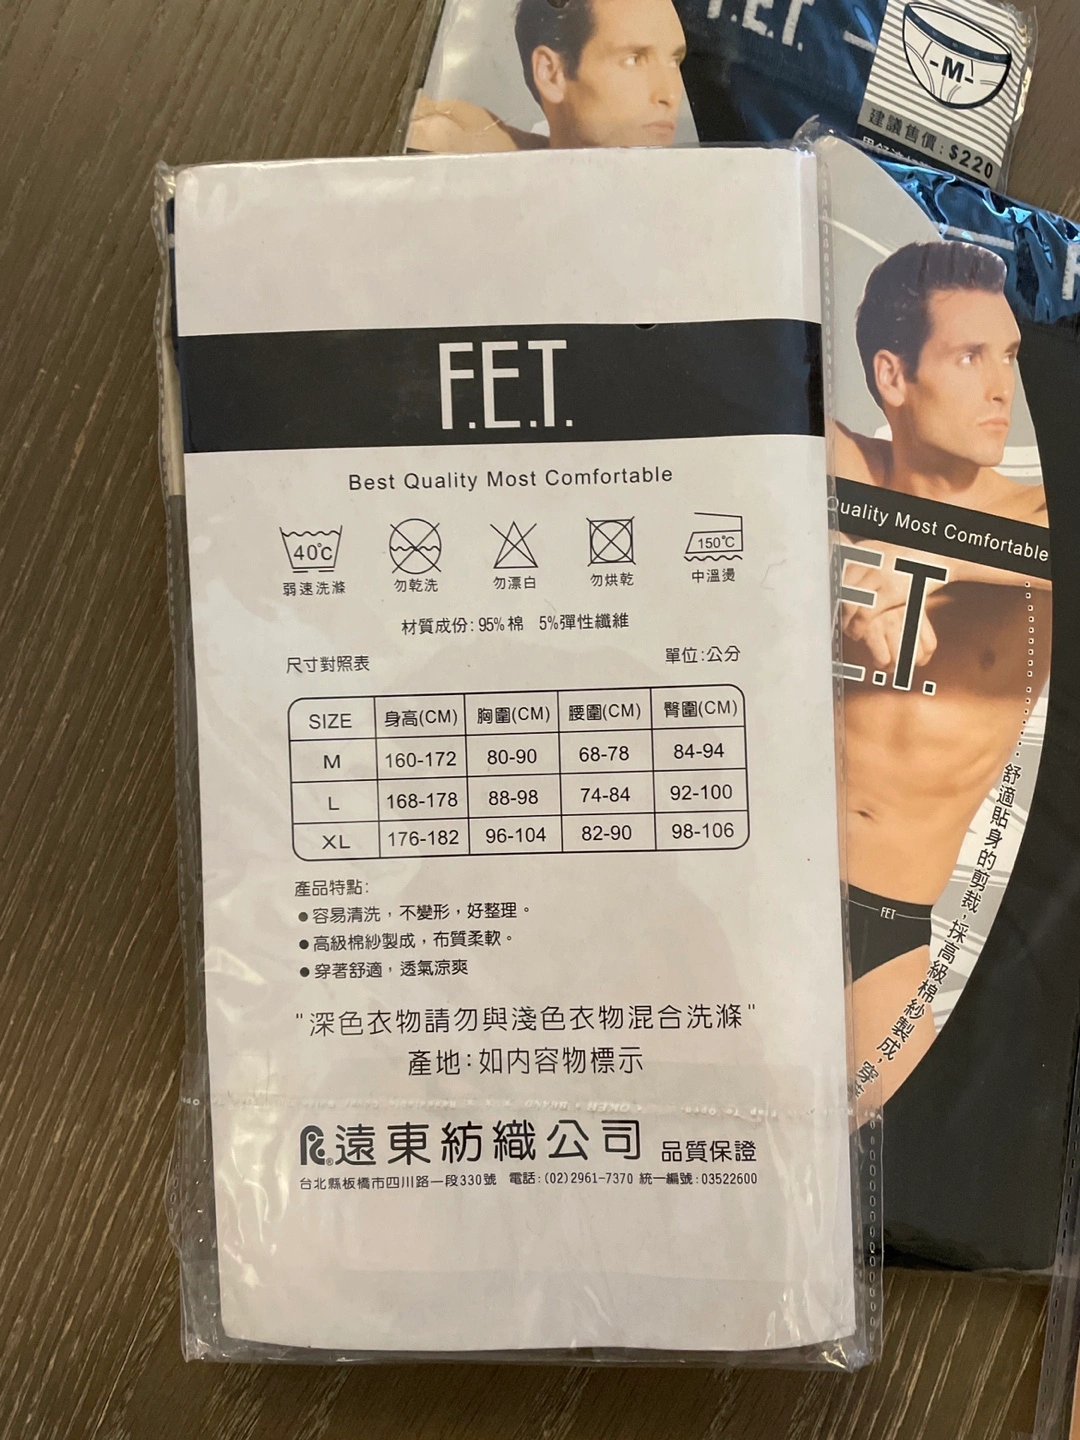 F.E.T.
-M-
建議售價:$220
F.E.T.
Best Quality Most Comfortable
40℃
150℃
弱速洗滌 勿乾洗 勿漂白 勿烘乾 中溫燙
材質成份:95%棉 5%彈性纖維
尺寸對照表 單位:公分
SIZE 身高(CM) 胸圍(CM) 腰圍(CM) 臀圍(CM)
M 160-172 80-90 68-78 84-94
L 168-178 88-98 74-84 92-100
XL 176-182 96-104 82-90 98-106
產品特點:
●容易清洗,不變形,好整理。
●高級棉紗製成,布質柔軟。
●穿著舒適,透氣涼爽
"深色衣物請勿與淺色衣物混合洗滌"
產地:如內容物標示
遠東紡織公司 品質保證
台北縣板橋市四川路一段330號 電話:(02)2961-7370 統一編號:03522600
Quality Most Comfortable
E.T.
FET
舒適貼身的剪裁,採高級棉紗製成,